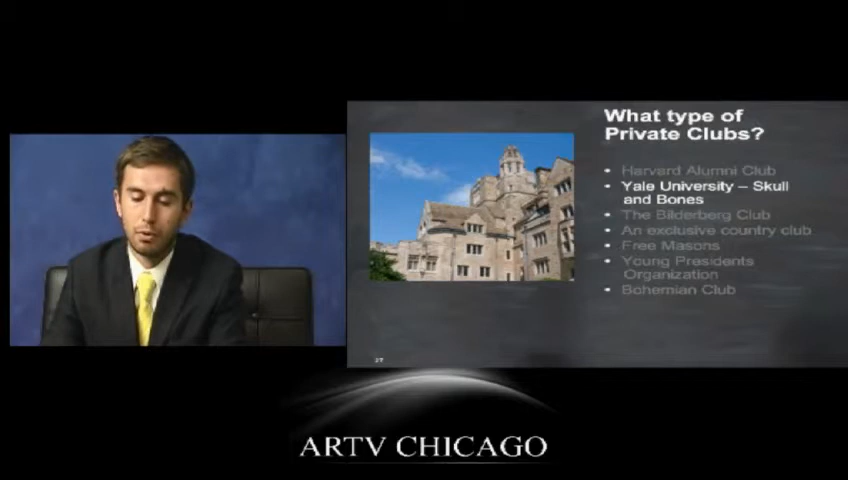 What type of
Private Clubs?
• Harvard Alumni Club
• Yale University – Skull
and Bones
• The Bilderberg Club
• An exclusive country club
• Free Masons
• Young Presidents
Organization
• Bohemian Club
27
ARTV CHICAGO